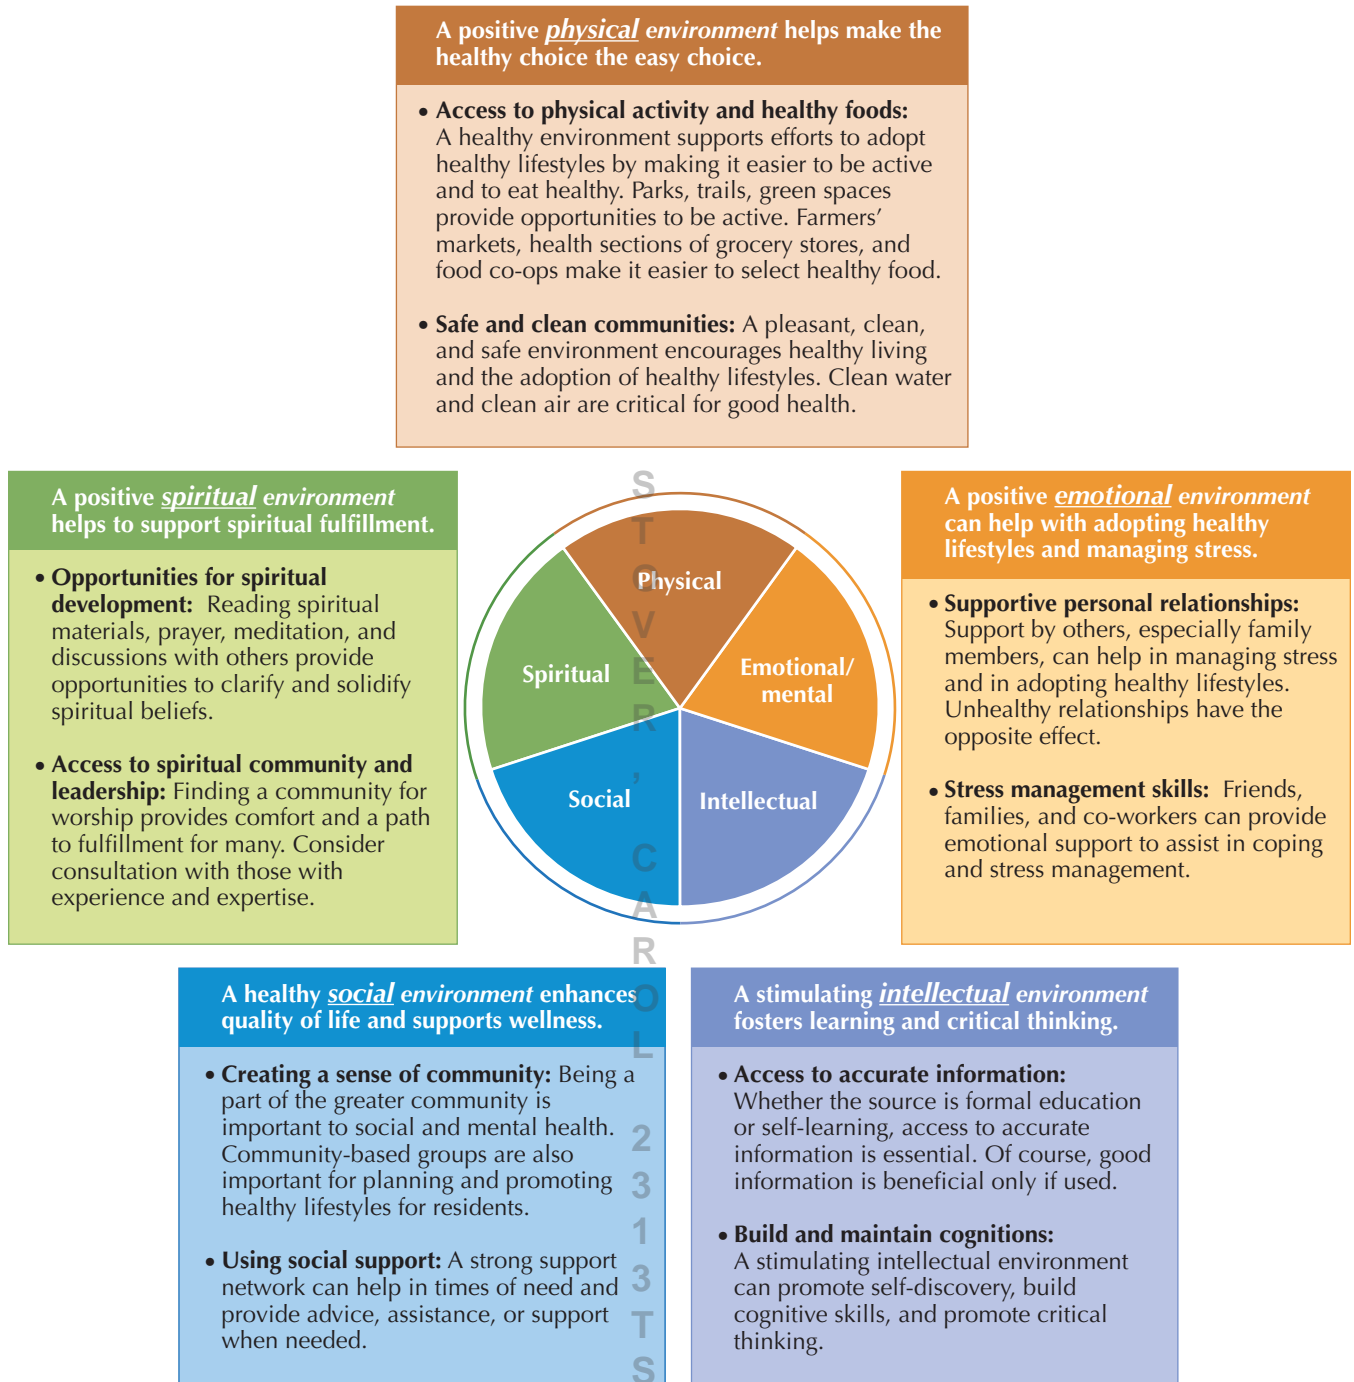 A positive physical environment helps make the
healthy choice the easy choice.
• Access to physical activity and healthy foods:
A healthy environment supports efforts to adopt
healthy lifestyles by making it easier to be active
and to eat healthy. Parks, trails, green spaces
provide opportunities to be active. Farmers’
markets, health sections of grocery stores, and
food co-ops make it easier to select healthy food.
• Safe and clean communities: A pleasant, clean,
and safe environment encourages healthy living
and the adoption of healthy lifestyles. Clean water
and clean air are critical for good health.
A positive spiritual environment
helps to support spiritual fulfillment.
• Opportunities for spiritual
development: Reading spiritual
materials, prayer, meditation, and
discussions with others provide
opportunities to clarify and solidify
spiritual beliefs.
• Access to spiritual community and
leadership: Finding a community for
worship provides comfort and a path
to fulfillment for many. Consider
consultation with those with
experience and expertise.
Physical
Spiritual
Emotional/
mental
Social
Intellectual
A positive emotional environment
can help with adopting healthy
lifestyles and managing stress.
• Supportive personal relationships:
Support by others, especially family
members, can help in managing stress
and in adopting healthy lifestyles.
Unhealthy relationships have the
opposite effect.
• Stress management skills: Friends,
families, and co-workers can provide
emotional support to assist in coping
and stress management.
A healthy social environment enhances
quality of life and supports wellness.
• Creating a sense of community: Being a
part of the greater community is
important to social and mental health.
Community-based groups are also
important for planning and promoting
healthy lifestyles for residents.
• Using social support: A strong support
network can help in times of need and
provide advice, assistance, or support
when needed.
A stimulating intellectual environment
fosters learning and critical thinking.
• Access to accurate information:
Whether the source is formal education
or self-learning, access to accurate
information is essential. Of course, good
information is beneficial only if used.
• Build and maintain cognitions:
A stimulating intellectual environment
can promote self-discovery, build
cognitive skills, and promote critical
thinking.
STOVER, CAROL 2313TS